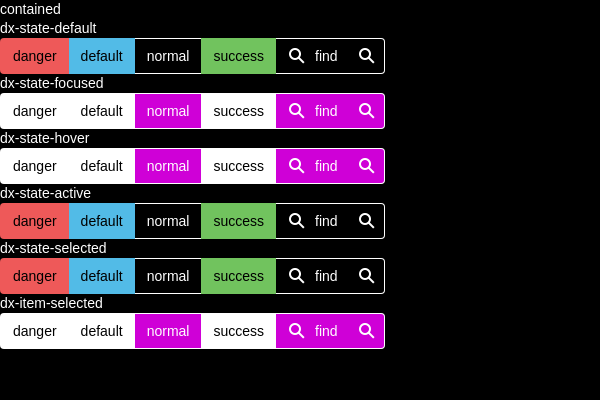 contained
dx-state-default
danger default normal success find
dx-state-focused
danger default normal success find
dx-state-hover
danger default normal success find
dx-state-active
danger default normal success find
dx-state-selected
danger default normal success find
dx-item-selected
danger default normal success find